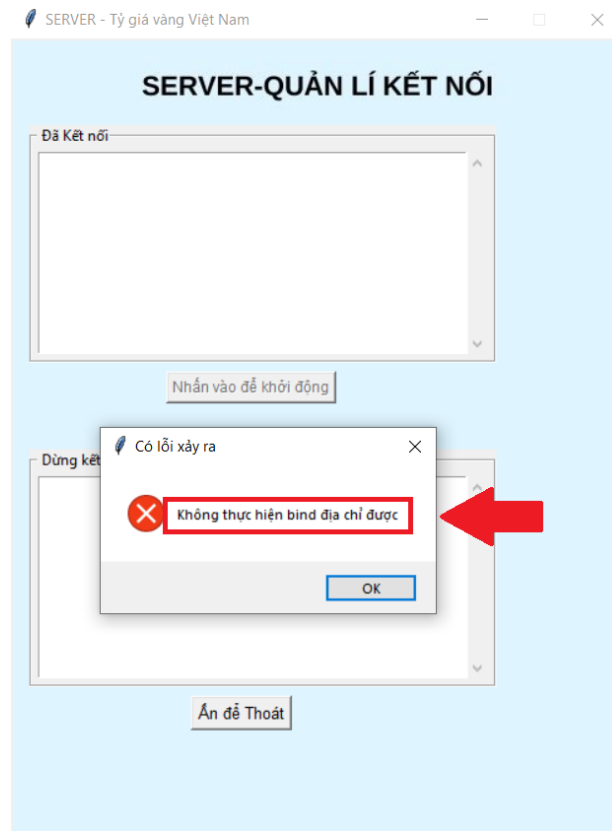 SERVER - Tỷ giá vàng Việt Nam
SERVER-QUẢN LÍ KẾT NỐI
Đã Kết nối
Nhấn vào để khởi động
Dừng kết
Có lỗi xảy ra
Không thực hiện bind địa chỉ được
OK
Ấn để Thoát